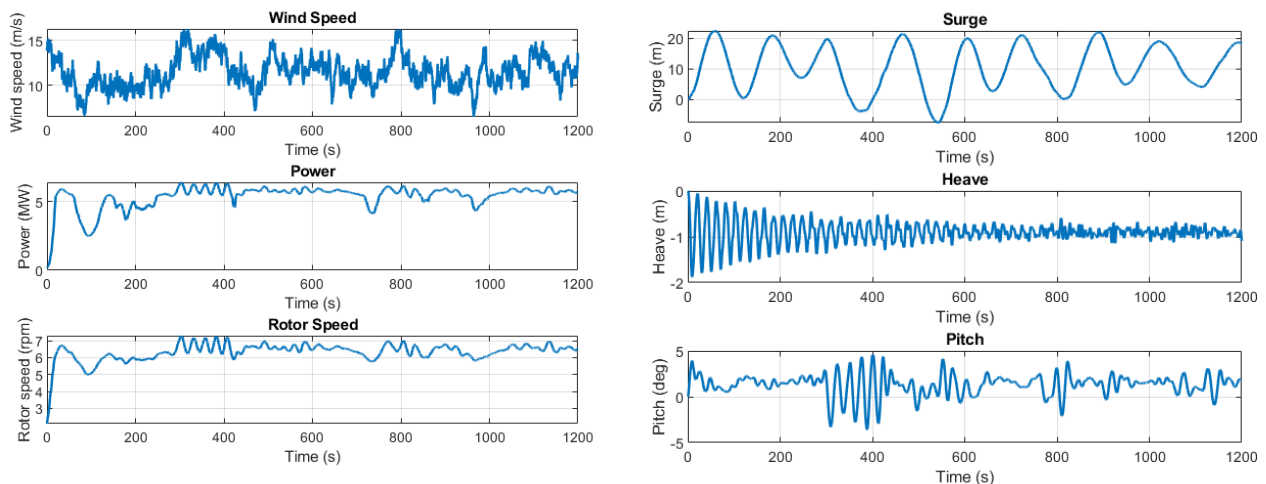 Wind Speed
Wind speed (m/s)
15
10
0 200 400 600 800 1000 1200
Time (s)
Power
Power (MW)
5
0
0 200 400 600 800 1000 1200
Time (s)
Rotor Speed
Rotor speed (rpm)
7
6
5
4
3
0 200 400 600 800 1000 1200
Time (s)
Surge
Surge (m)
20
10
0
0 200 400 600 800 1000 1200
Time (s)
Heave
Heave (m)
0
-1
-2
0 200 400 600 800 1000 1200
Time (s)
Pitch
Pitch (deg)
5
0
-5
0 200 400 600 800 1000 1200
Time (s)